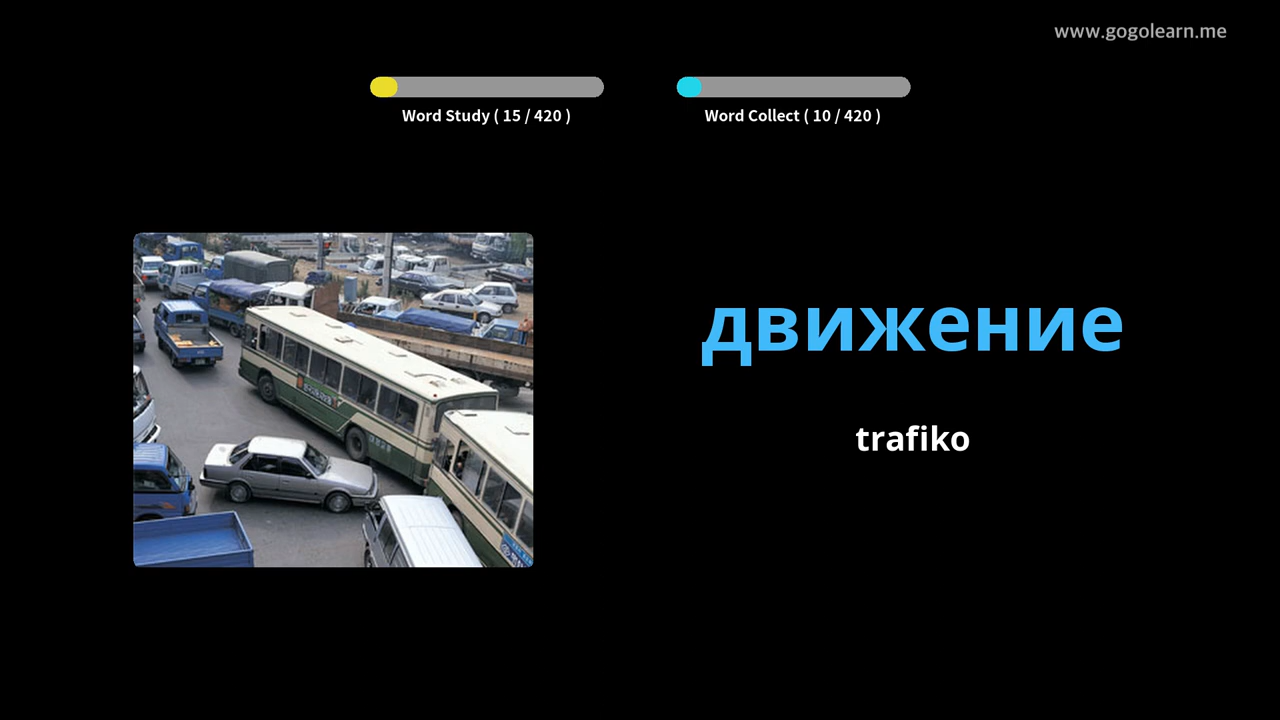 www.gogolearn.me
Word Study ( 15 / 420 )
Word Collect ( 10 / 420 )
движение
trafiko